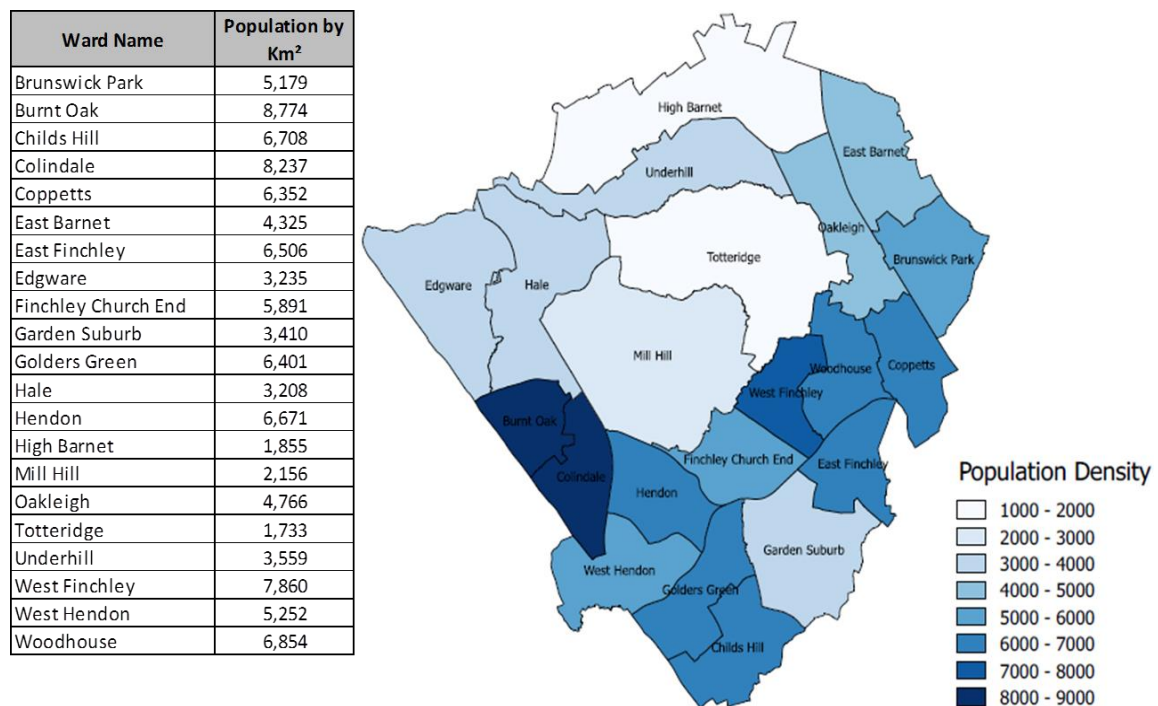 Ward Name Population by Km²
Brunswick Park 5,179
Burnt Oak 8,774
Childs Hill 6,708
Colindale 8,237
Coppetts 6,352
East Barnet 4,325
East Finchley 6,506
Edgware 3,235
Finchley Church End 5,891
Garden Suburb 3,410
Golders Green 6,401
Hale 3,208
Hendon 6,671
High Barnet 1,855
Mill Hill 2,156
Oakleigh 4,766
Totteridge 1,733
Underhill 3,559
West Finchley 7,860
West Hendon 5,252
Woodhouse 6,854
High Barnet
East Barnet
Underhill
Oakleigh
Totteridge
Brunswick Park
Edgware
Hale
Mill Hill
Woodhouse
Coppetts
West Finchley
Burnt Oak
Finchley Church End
East Finchley
Colindale
Hendon
Garden Suburb
West Hendon
Golders Green
Childs Hill
Population Density
1000 - 2000
2000 - 3000
3000 - 4000
4000 - 5000
5000 - 6000
6000 - 7000
7000 - 8000
8000 - 9000